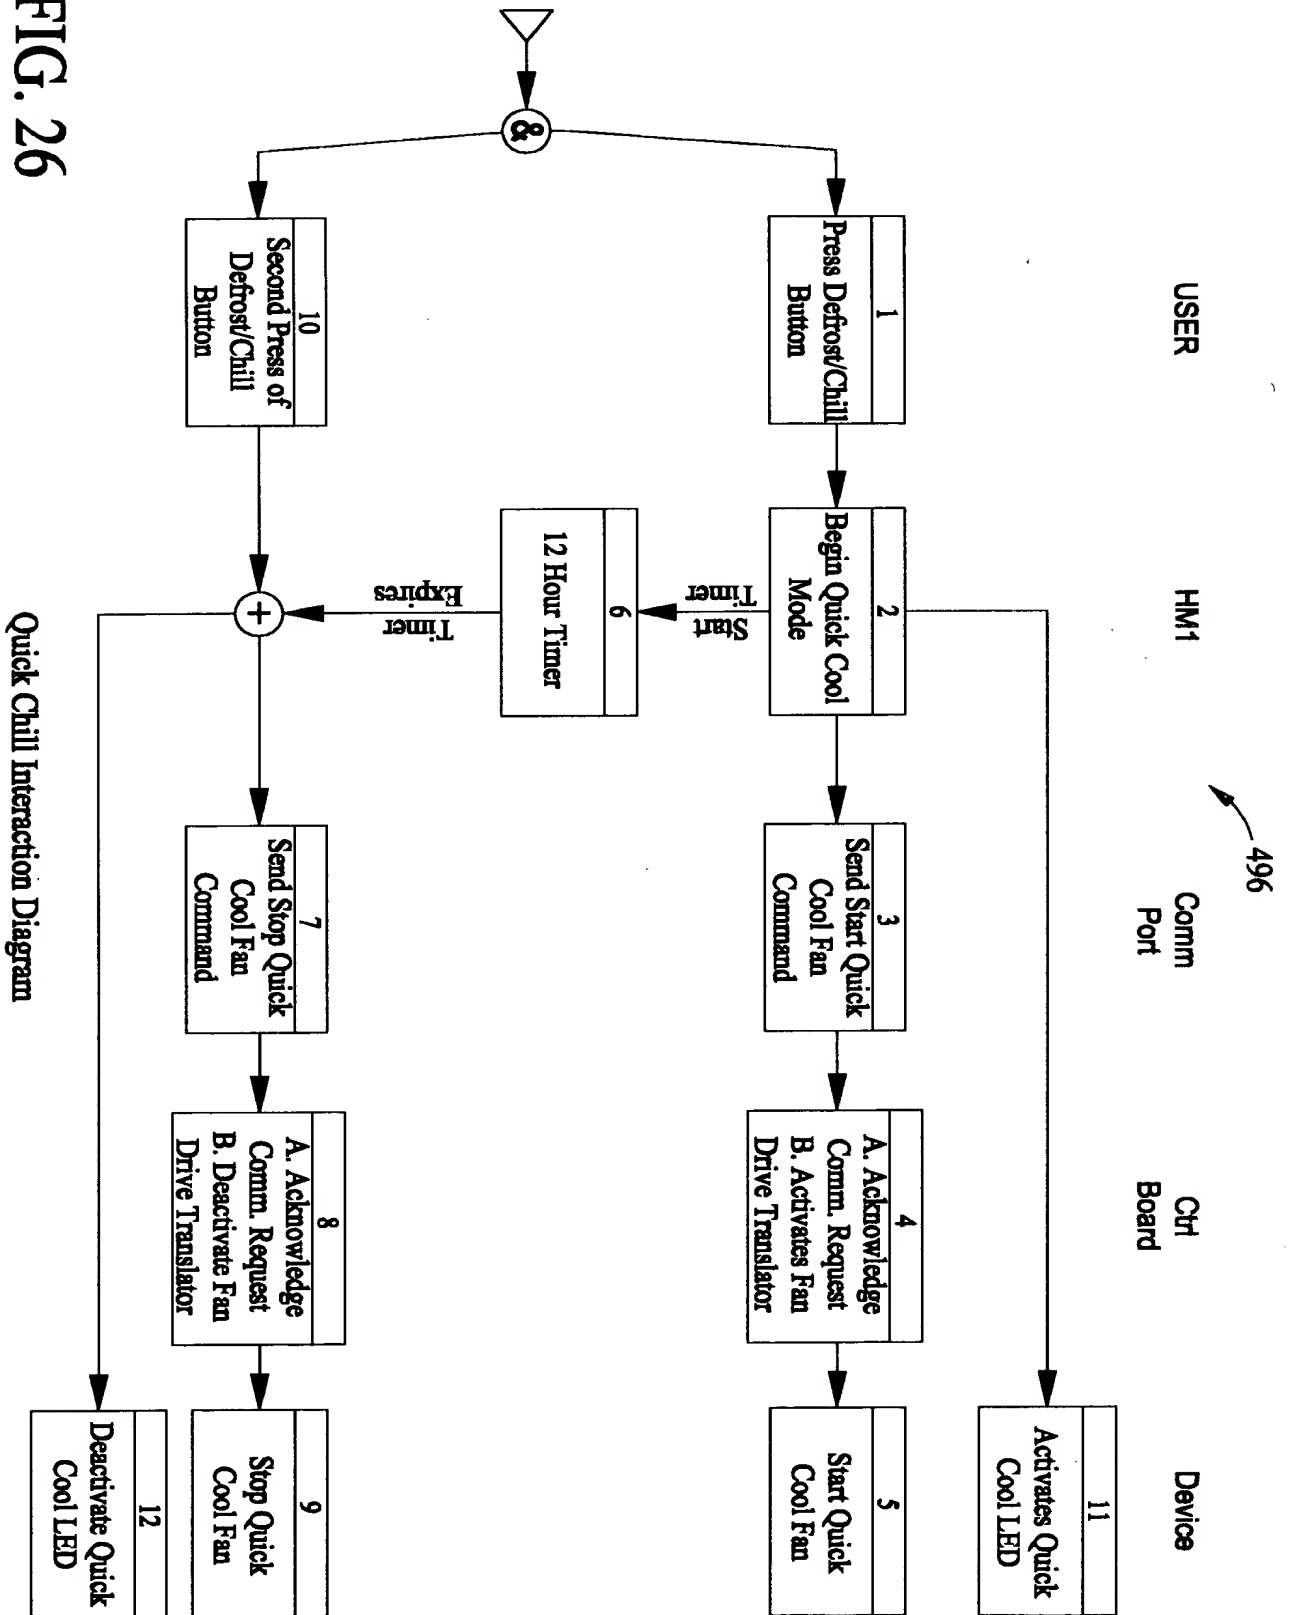 USER
HM1
Comm
Port
Ctrl
Board
Device
496
11
Activates Quick
Cool LED
1
Press Defrost/Chill
Button
2
Begin Quick Cool
Mode
3
Send Start Quick
Cool Fan
Command
4
A. Acknowledge
Comm. Request
B. Activates Fan
Drive Translator
5
Start Quick
Cool Fan
Start
Timer
6
12 Hour Timer
Timer
Expires
&
10
Second Press of
Defrost/Chill
Button
+
7
Send Stop Quick
Cool Fan
Command
8
A. Acknowledge
Comm. Request
B. Deactivate Fan
Drive Translator
9
Stop Quick
Cool Fan
12
Deactivate Quick
Cool LED
Quick Chill Interaction Diagram
FIG. 26